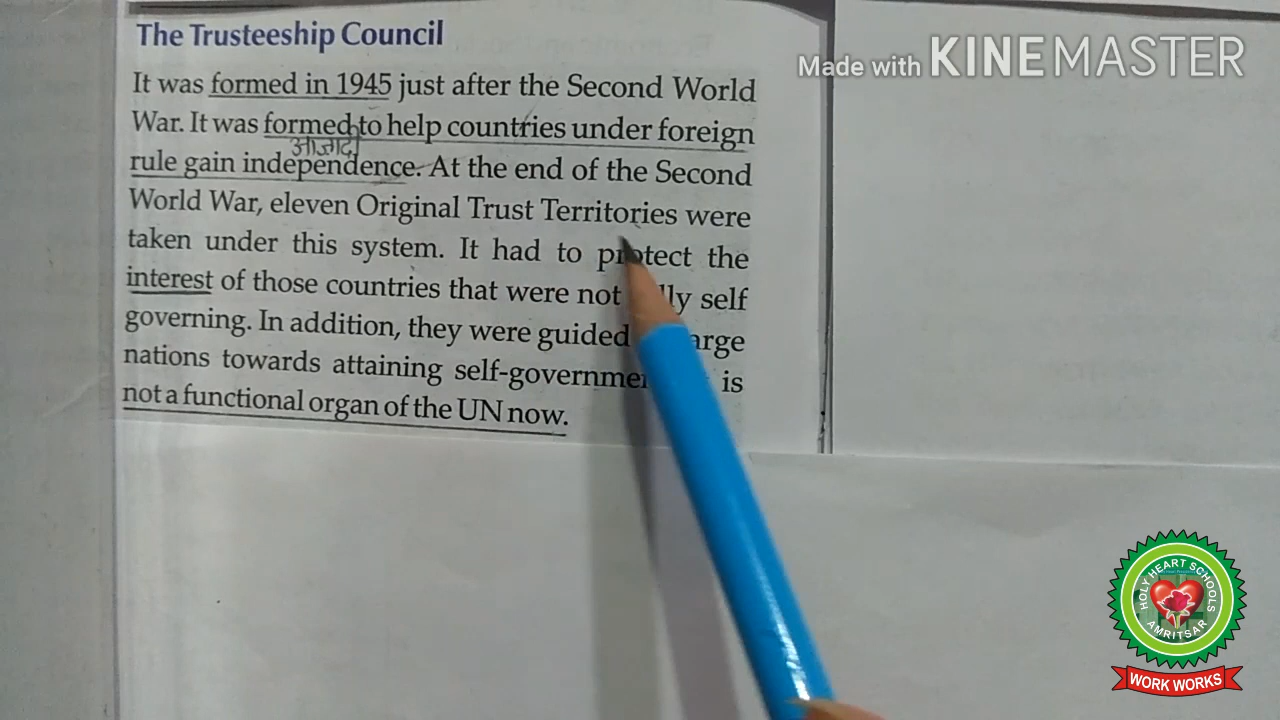 The Trusteeship Council
Made with KINEMASTER
It was formed in 1945 just after the Second World
War. It was formed to help countries under foreign
आज़ादी
rule gain independence. At the end of the Second
World War, eleven Original Trust Territories were
taken under this system. It had to protect the
interest of those countries that were not self
governing. In addition, they were guided
nations towards attaining is
not a functional organ of the UN now.
HOLY HEART SCHOOLS
AMRITSAR
WORK WORKS